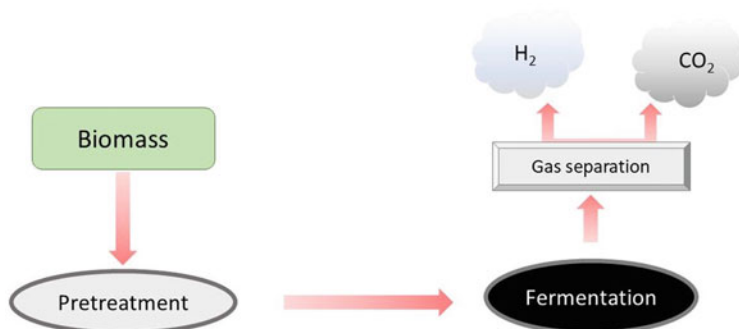 H₂
CO₂
Biomass
Gas separation
Pretreatment
Fermentation